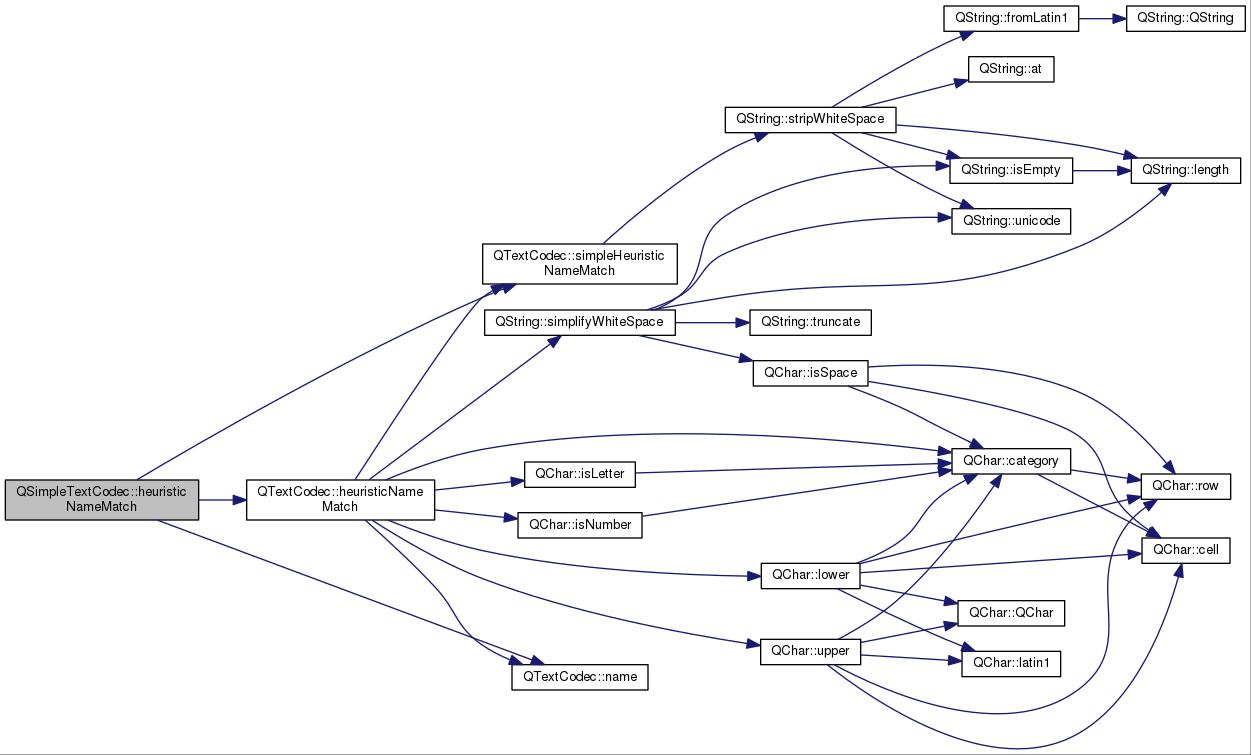 QString::fromLatin1
QString::QString
QString::at
QString::stripWhiteSpace
QString::isEmpty
QString::length
QString::unicode
QTextCodec::simpleHeuristic
NameMatch
QString::simplifyWhiteSpace
QString::truncate
QChar::isSpace
QChar::category
QChar::isLetter
QChar::row
QSimpleTextCodec::heuristic
NameMatch
QTextCodec::heuristicName
Match
QChar::isNumber
QChar::cell
QChar::lower
QChar::QChar
QChar::upper
QChar::latin1
QTextCodec::name